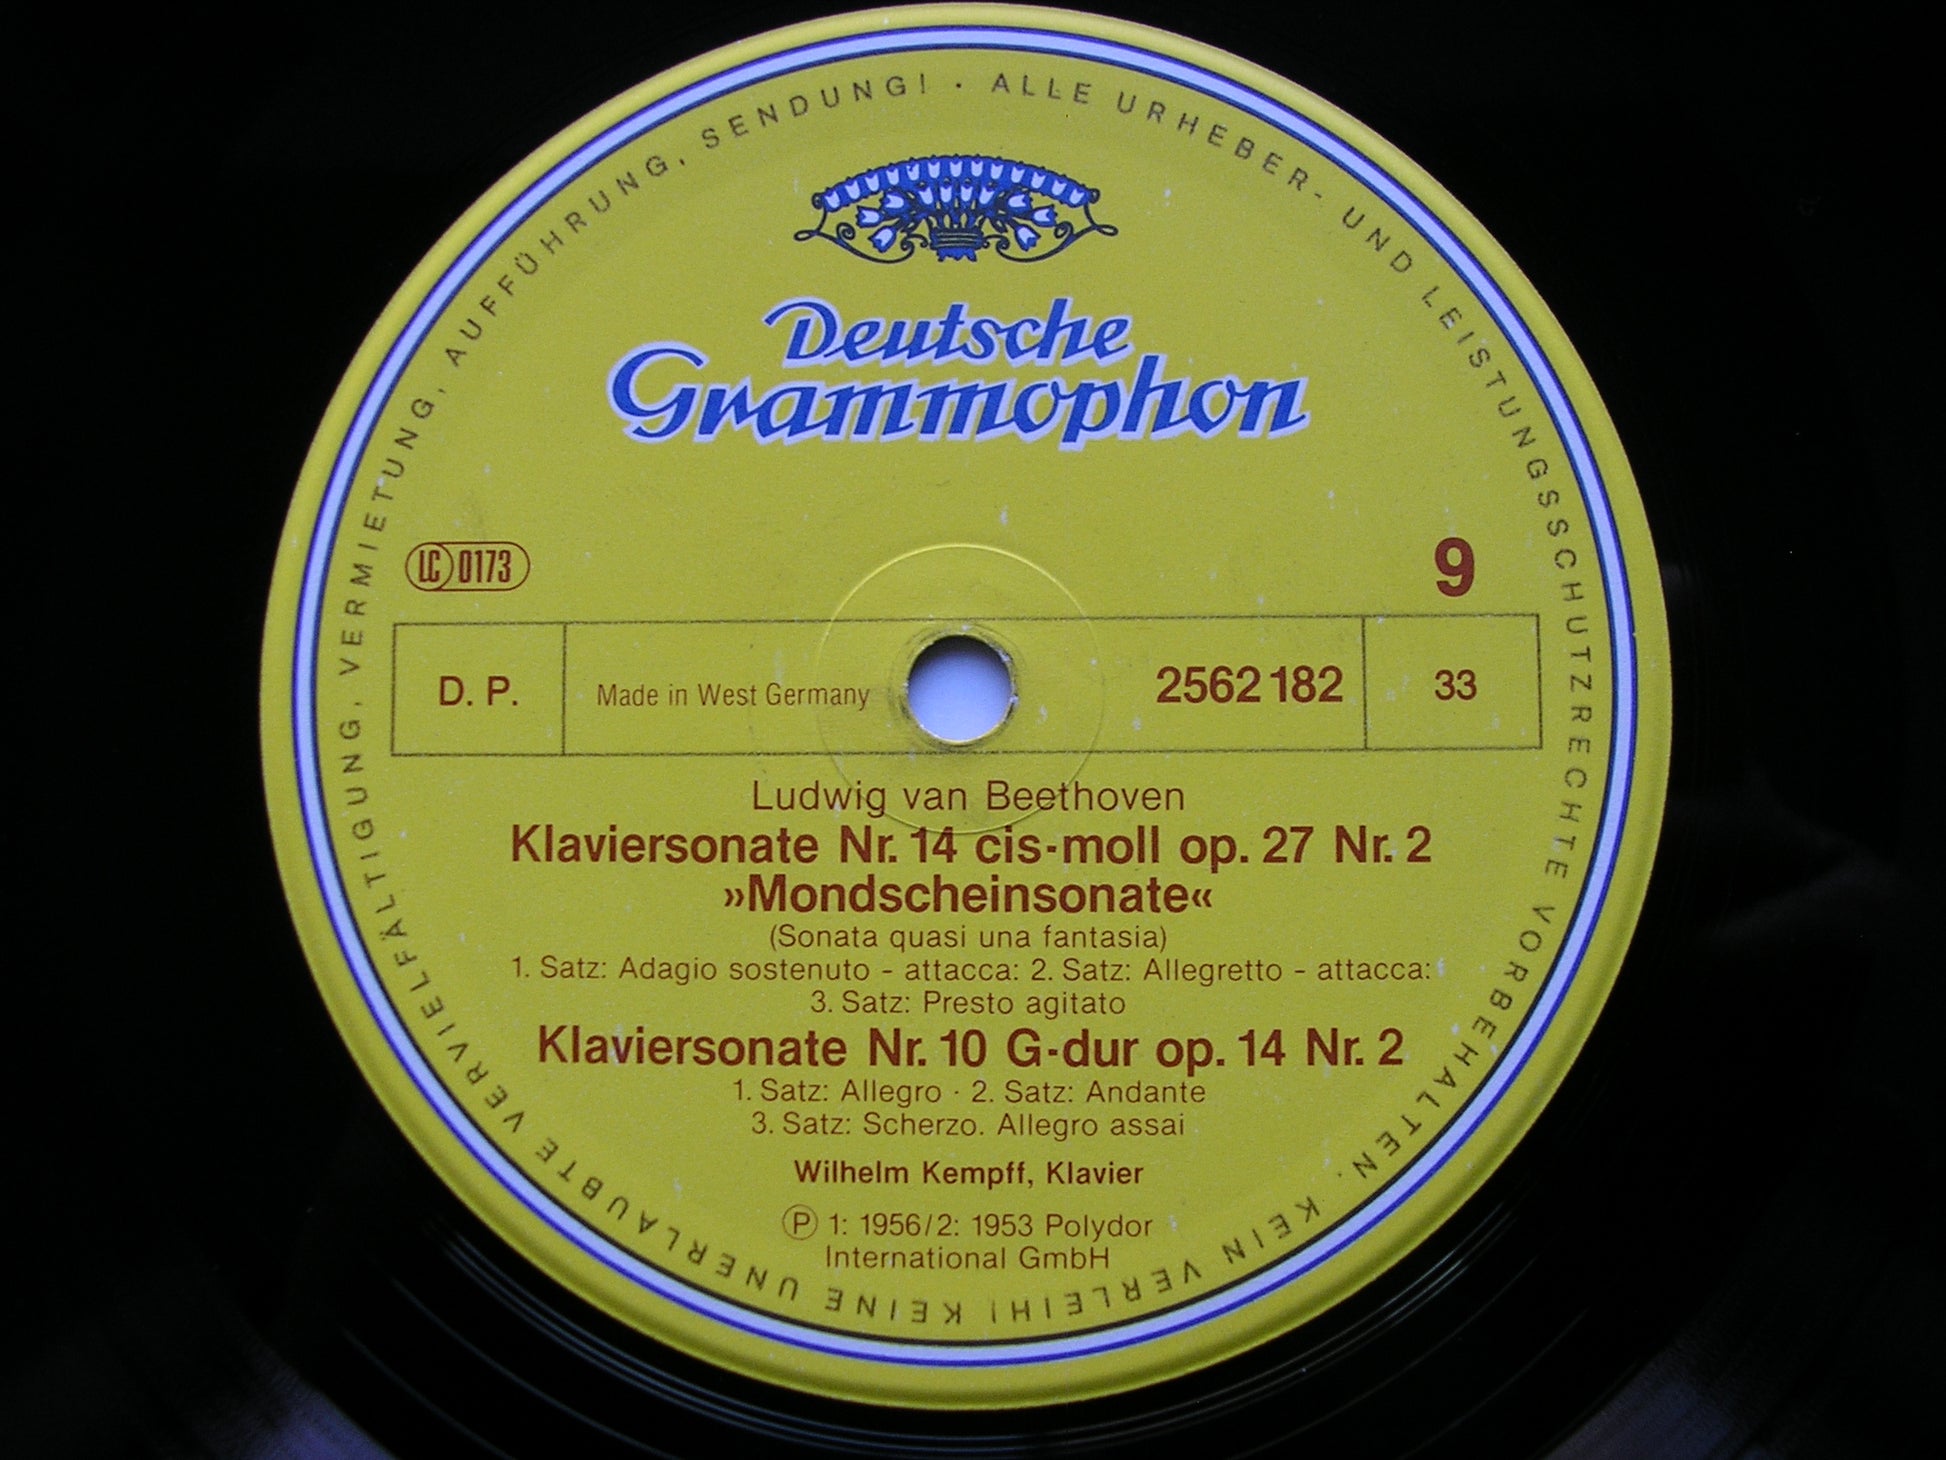 ALLE URHEBER- UND LEISTUNGSSCHUTZRECHTE VORBEHALTEN. KEIN VERLEIH! KEINE UNERLAUBTE VERVIELFÄLTIGUNG, VERMIETUNG, AUFFÜHRUNG, SENDUNG! ·
Deutsche
Grammophon
LC 0173
9
D. P.
Made in West Germany
2562 182
33
Ludwig van Beethoven
Klaviersonate Nr. 14 cis-moll op. 27 Nr. 2
»Mondscheinsonate«
(Sonata quasi una fantasia)
1. Satz: Adagio sostenuto - attacca: 2. Satz: Allegretto - attacca:
3. Satz: Presto agitato
Klaviersonate Nr. 10 G-dur op. 14 Nr. 2
1. Satz: Allegro · 2. Satz: Andante
3. Satz: Scherzo. Allegro assai
Wilhelm Kempff, Klavier
Ⓟ 1: 1956/2: 1953 Polydor
International GmbH